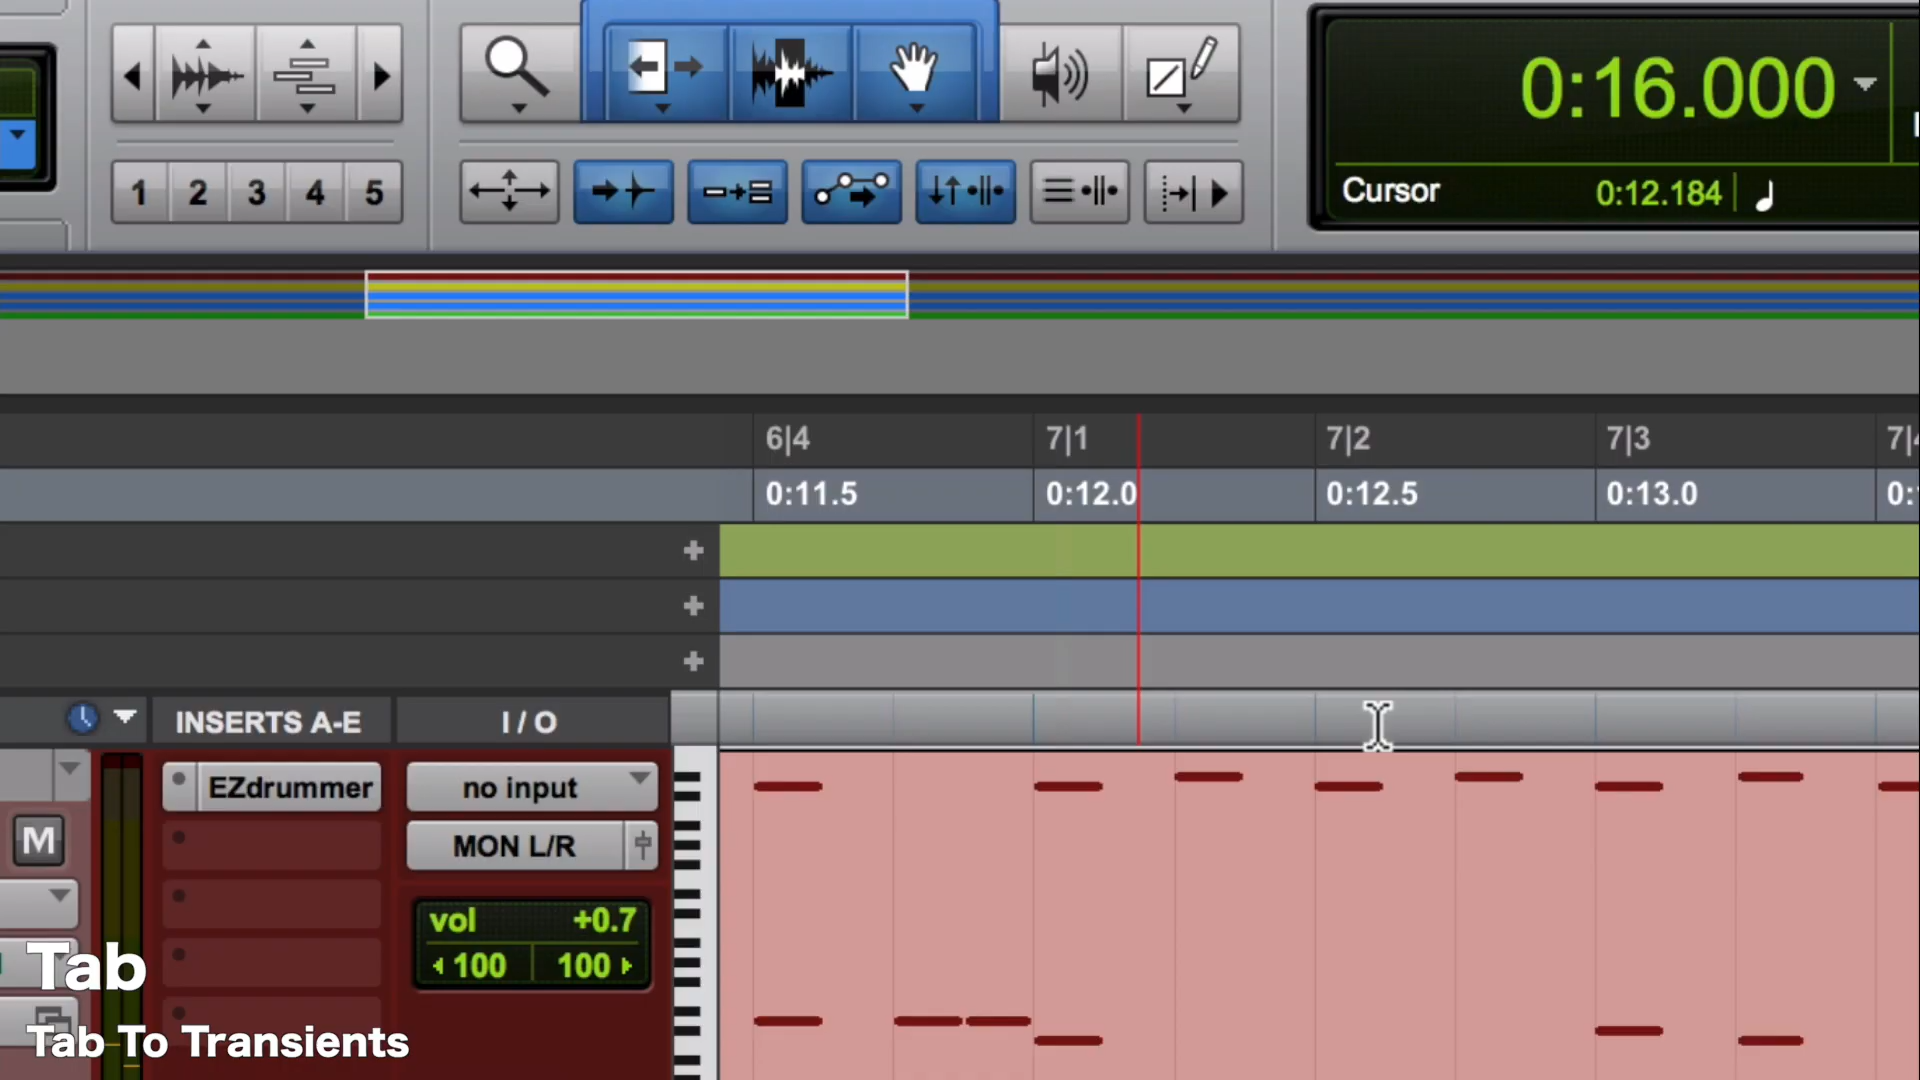 0:16.000
1 2 3 4 5
Cursor 0:12.184
6|4 7|1 7|2 7|3
0:11.5 0:12.0 0:12.5 0:13.0
INSERTS A-E I / O
EZdrummer no input
M
MON L/R
vol +0.7
100 100
Tab
Tab To Transients